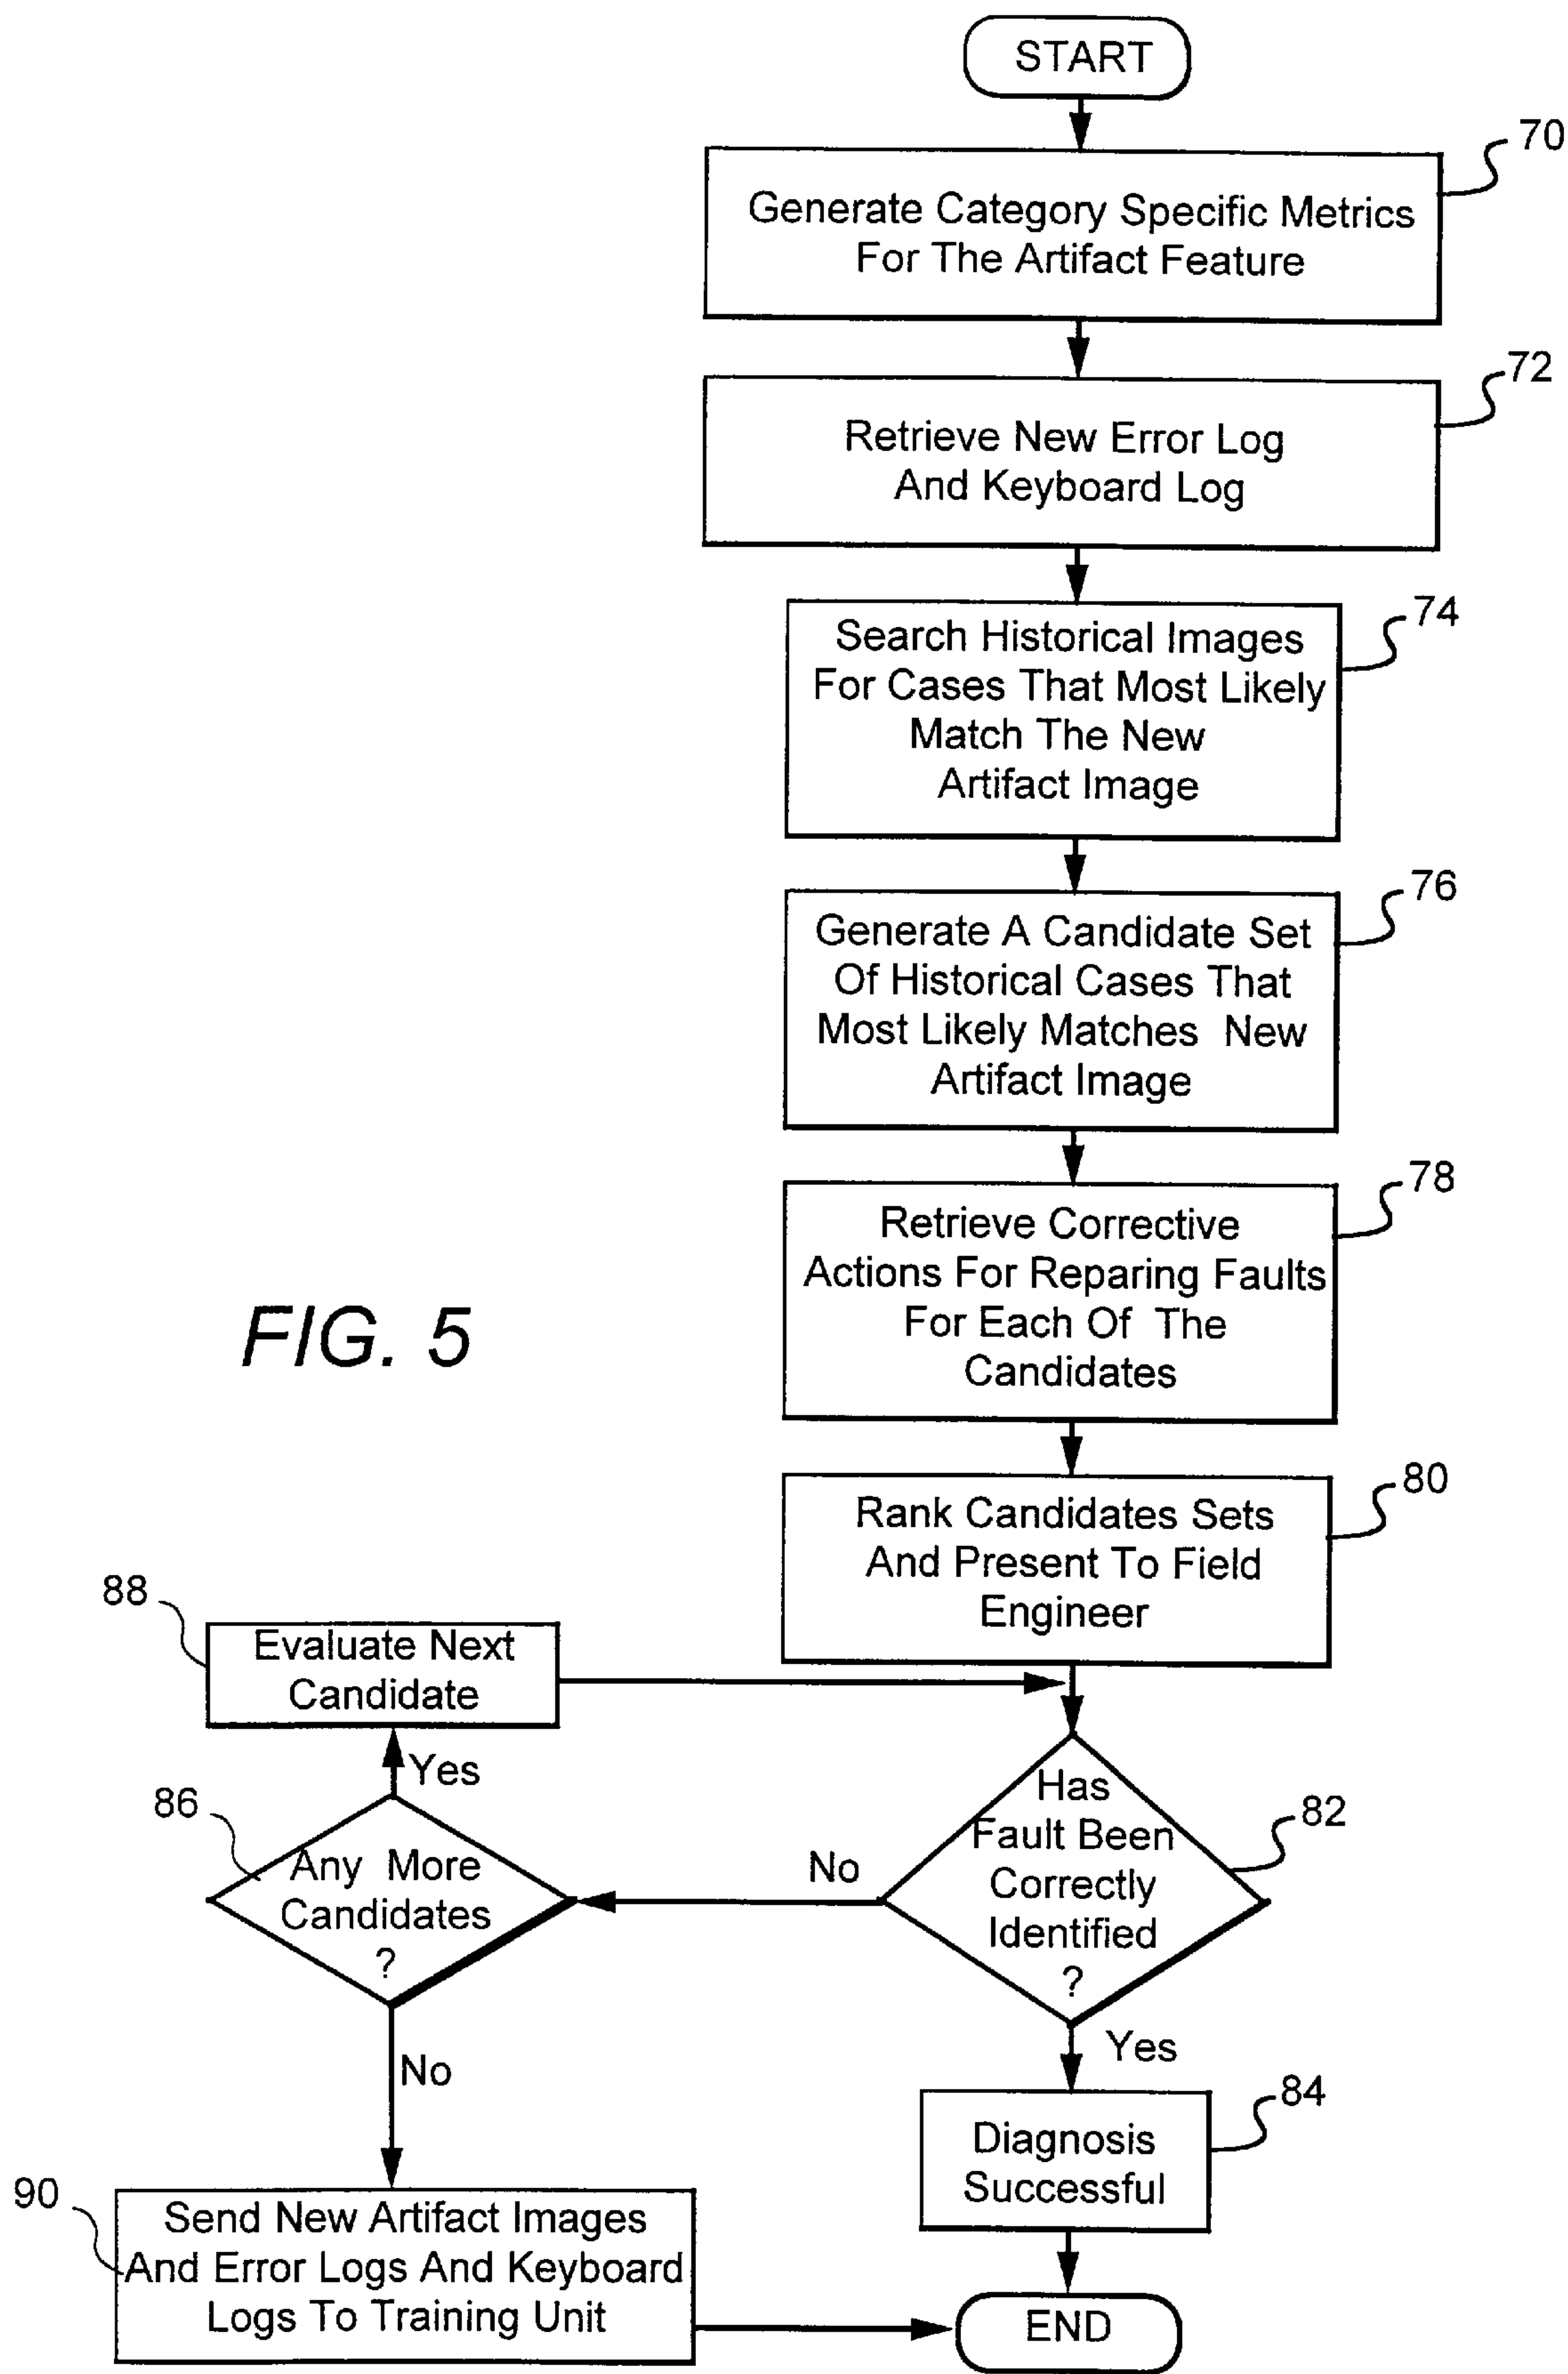 START
70
Generate Category Specific Metrics
For The Artifact Feature
72
Retrieve New Error Log
And Keyboard Log
74
Search Historical Images
For Cases That Most Likely
Match The New
Artifact Image
76
Generate A Candidate Set
Of Historical Cases That
Most Likely Matches New
Artifact Image
78
Retrieve Corrective
Actions For Reparing Faults
For Each Of The
Candidates
FIG. 5
80
Rank Candidates Sets
And Present To Field
Engineer
88
Evaluate Next
Candidate
Yes
86
Any More
Candidates
?
No
82
Has
Fault Been
Correctly
Identified
?
Yes
No
84
Diagnosis
Successful
90
Send New Artifact Images
And Error Logs And Keyboard
Logs To Training Unit
END